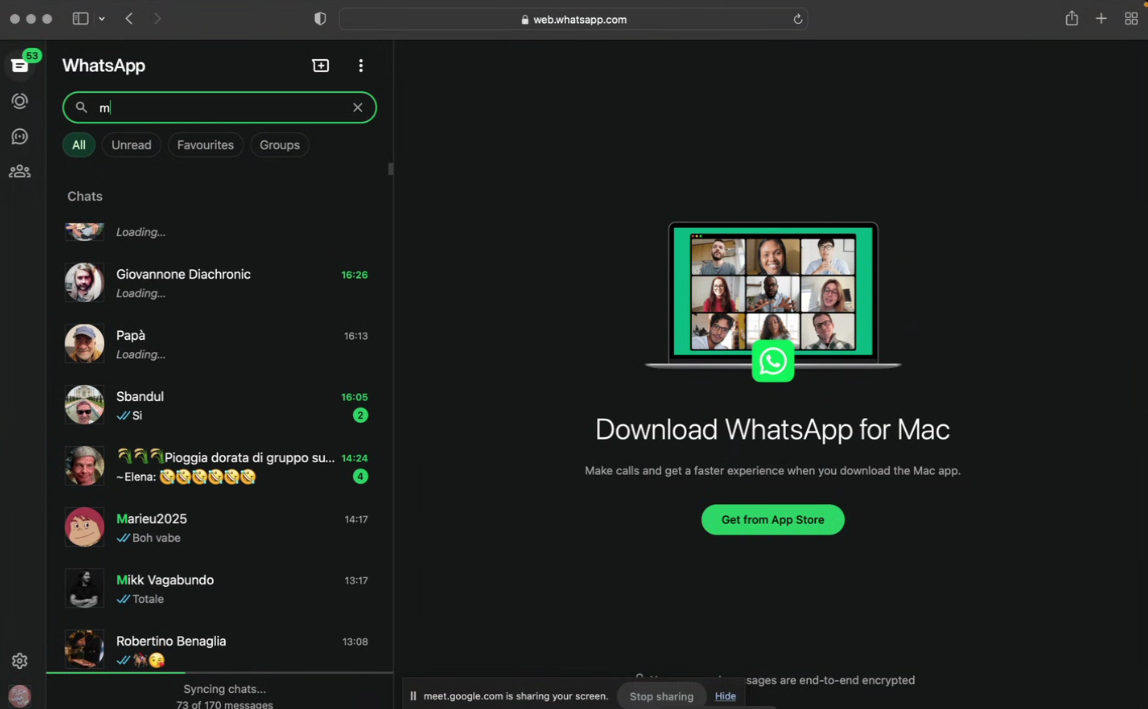 web.whatsapp.com
53
WhatsApp
m
All
Unread
Favourites
Groups
Chats
Loading...
Giovannone Diachronic
16:26
Loading...
Papà
16:13
Loading...
Sbandul
16:05
Si
2
🌴🌴🌴Pioggia dorata di gruppo su...
14:24
~Elena: 🤣🤣🤣🤣🤣🤣
4
Marieu2025
14:17
Boh vabe
Mikk Vagabundo
13:17
Totale
Robertino Benaglia
13:08
Syncing chats...
73 of 170 messages
Download WhatsApp for Mac
Make calls and get a faster experience when you download the Mac app.
Get from App Store
sages are end-to-end encrypted
meet.google.com is sharing your screen.
Stop sharing
Hide